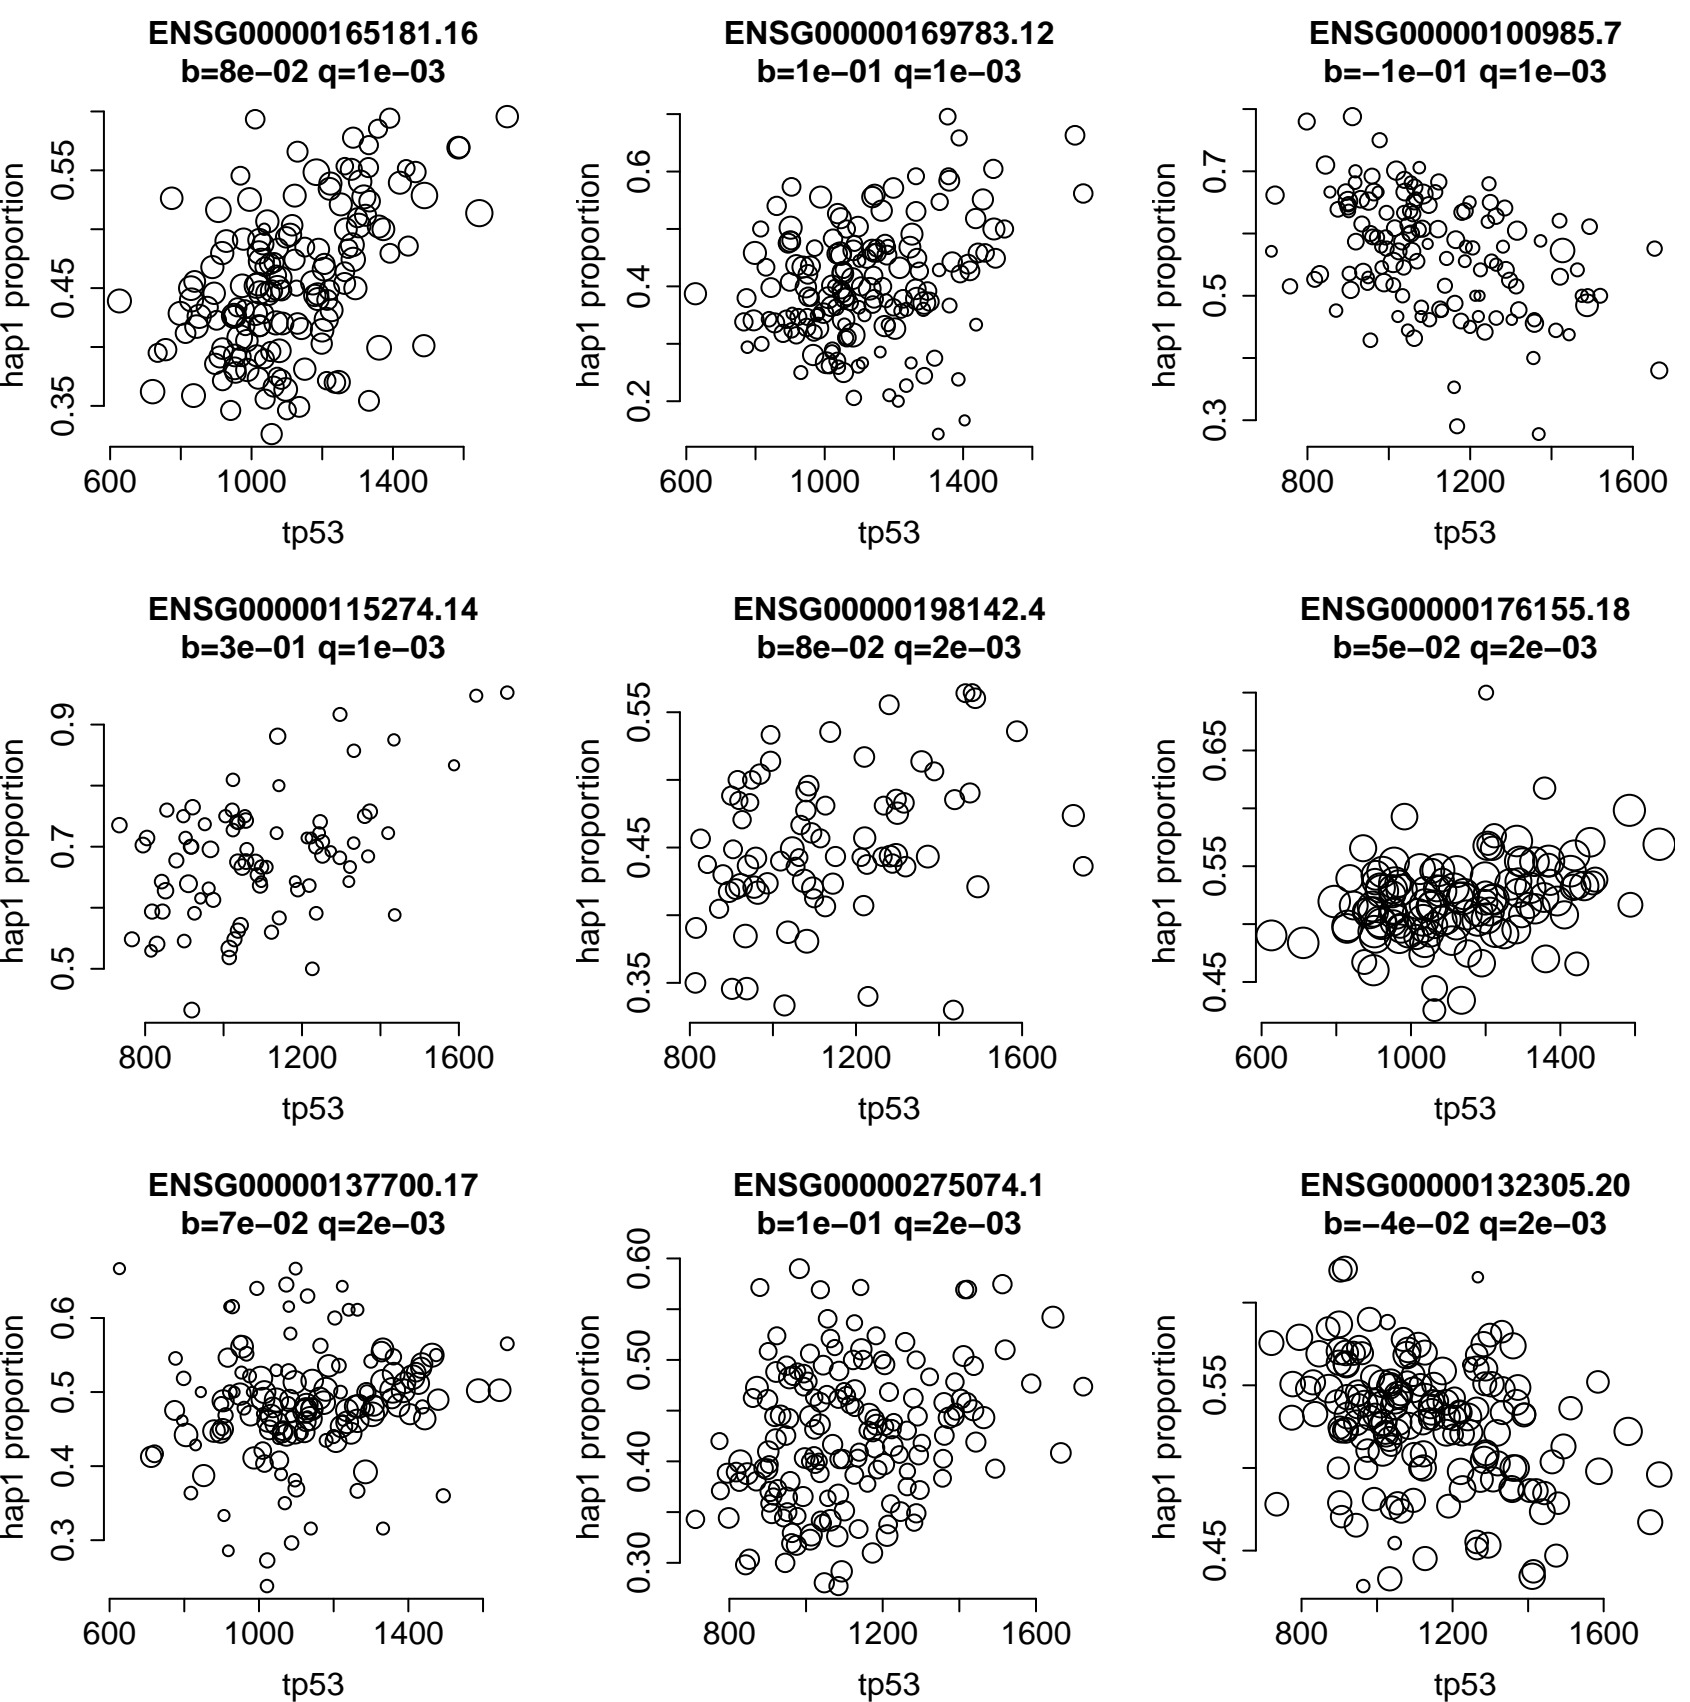 ENSG00000165181.16
b=8e−02 q=1e−03
hap1 proportion
0.35 0.45 0.55
600 1000 1400
tp53
ENSG00000169783.12
b=1e−01 q=1e−03
hap1 proportion
0.2 0.4 0.6
600 1000 1400
tp53
ENSG00000100985.7
b=−1e−01 q=1e−03
hap1 proportion
0.3 0.5 0.7
800 1200 1600
tp53
ENSG00000115274.14
b=3e−01 q=1e−03
hap1 proportion
0.5 0.7 0.9
800 1200 1600
tp53
ENSG00000198142.4
b=8e−02 q=2e−03
hap1 proportion
0.35 0.45 0.55
800 1200 1600
tp53
ENSG00000176155.18
b=5e−02 q=2e−03
hap1 proportion
0.45 0.55 0.65
600 1000 1400
tp53
ENSG00000137700.17
b=7e−02 q=2e−03
hap1 proportion
0.3 0.4 0.5 0.6
600 1000 1400
tp53
ENSG00000275074.1
b=1e−01 q=2e−03
hap1 proportion
0.30 0.40 0.50 0.60
800 1200 1600
tp53
ENSG00000132305.20
b=−4e−02 q=2e−03
hap1 proportion
0.45 0.55
800 1200 1600
tp53